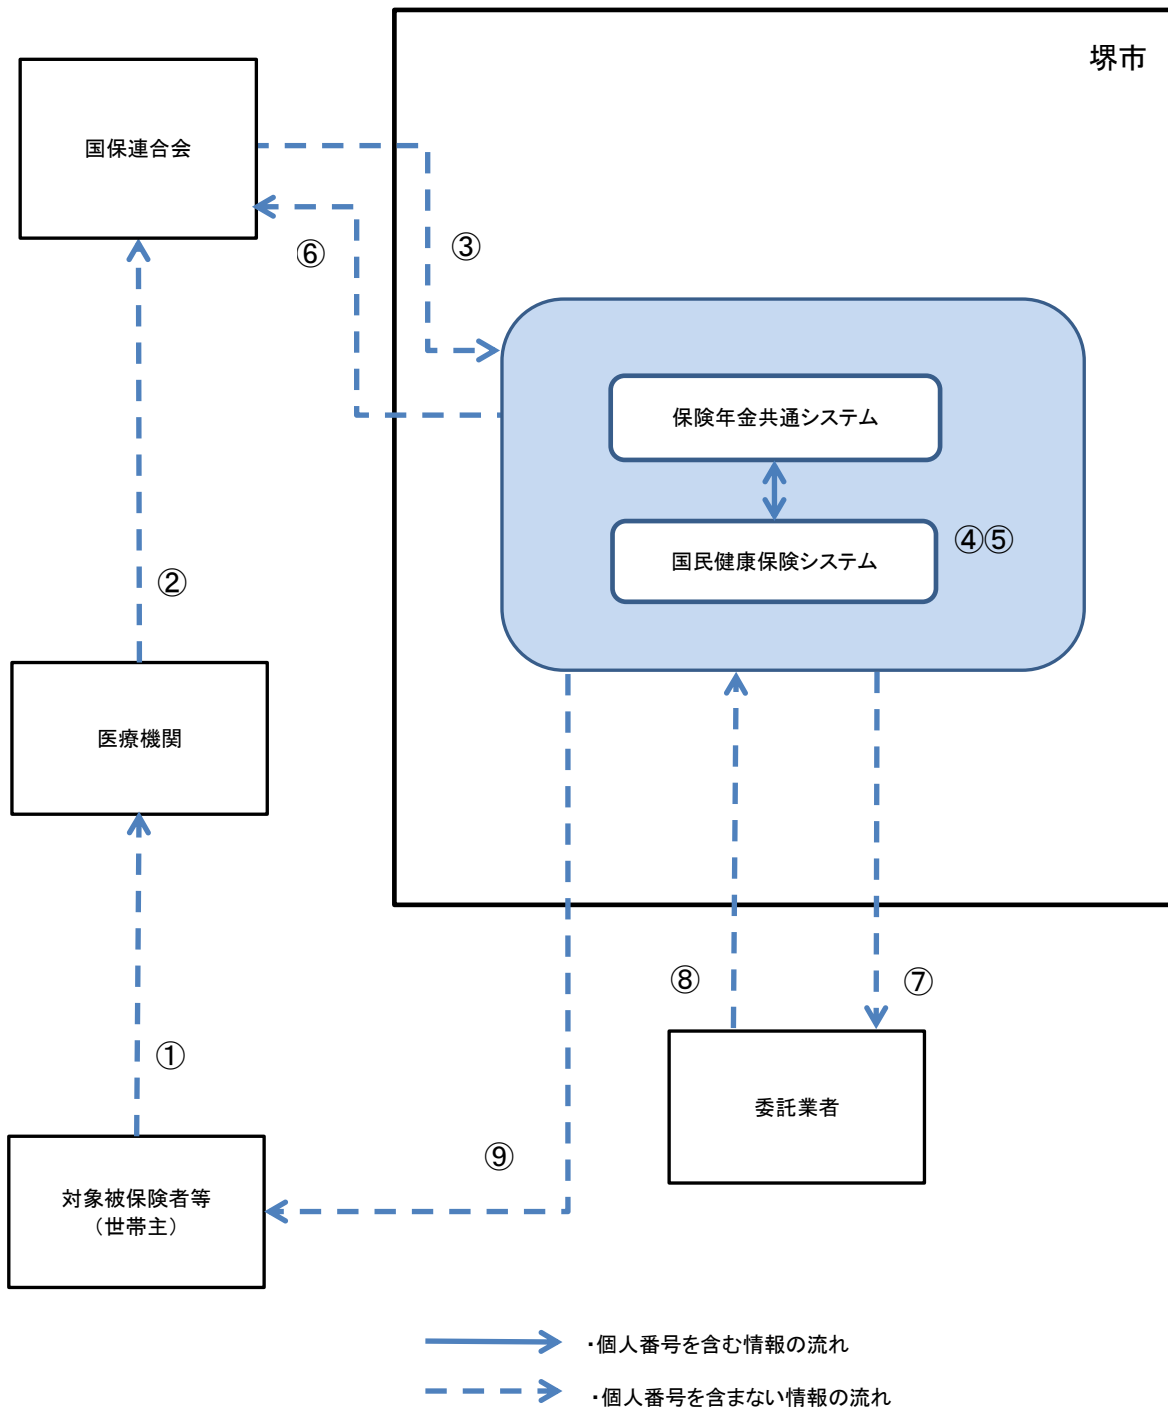 堺市
国保連合会
⑥
③
保険年金共通システム
国民健康保険システム
④⑤
②
医療機関
⑧
⑦
①
委託業者
⑨
対象被保険者等
（世帯主）
・個人番号を含む情報の流れ
・個人番号を含まない情報の流れ